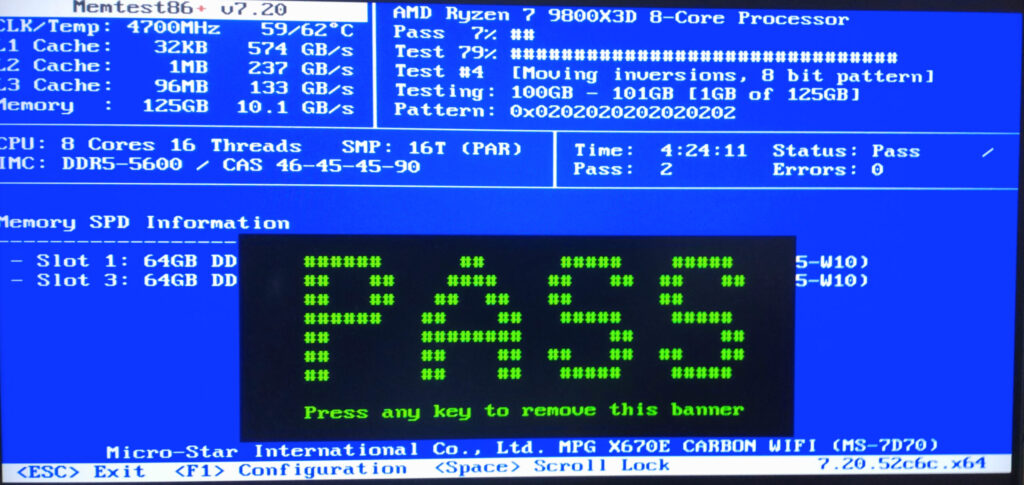 Memtest86+ v7.20
CLK/Temp: 4700MHz 59/62°C
L1 Cache: 32KB 574 GB/s
L2 Cache: 1MB 237 GB/s
L3 Cache: 96MB 133 GB/s
Memory : 125GB 10.1 GB/s
AMD Ryzen 7 9800X3D 8-Core Processor
Pass 7% ##
Test 79% ###############################
Test #4 [Moving inversions, 8 bit pattern]
Testing: 100GB - 101GB [1GB of 125GB]
Pattern: 0x0202020202020202
CPU: 8 Cores 16 Threads SMP: 16T (PAR)
IMC: DDR5-5600 / CAS 46-45-45-90
Time: 4:24:11 Status: Pass /
Pass: 2 Errors: 0
Memory SPD Information
- Slot 1: 64GB DD 5-W10)
- Slot 3: 64GB DD 5-W10)
PASS
Press any key to remove this banner
Micro-Star International Co., Ltd. MPG X670E CARBON WIFI (MS-7D70)
<ESC> Exit <F1> Configuration <Space> Scroll Lock 7.20.52c6c.x64